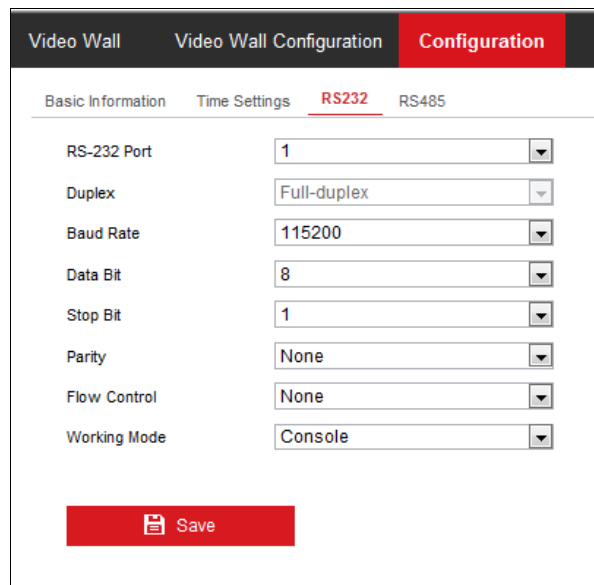 Video Wall Video Wall Configuration Configuration
Basic Information Time Settings RS232 RS485
RS-232 Port 1
Duplex Full-duplex
Baud Rate 115200
Data Bit 8
Stop Bit 1
Parity None
Flow Control None
Working Mode Console
Save